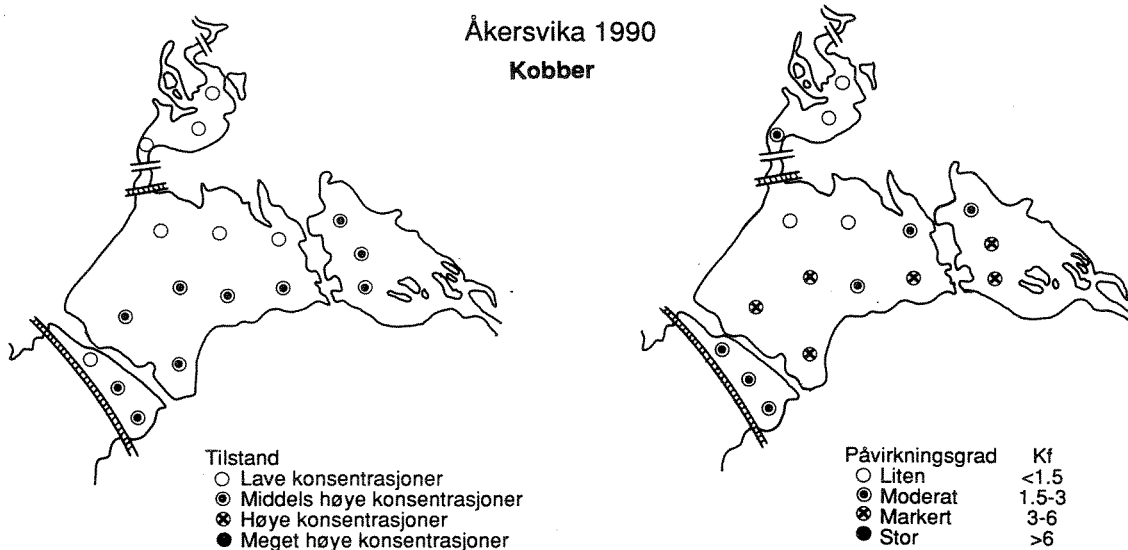 Åkersvika 1990
Kobber
Tilstand
Lave konsentrasjoner
Middels høye konsentrasjoner
Høye konsentrasjoner
Meget høye konsentrasjoner
Påvirkningsgrad Kf
Liten <1.5
Moderat 1.5-3
Markert 3-6
Stor >6